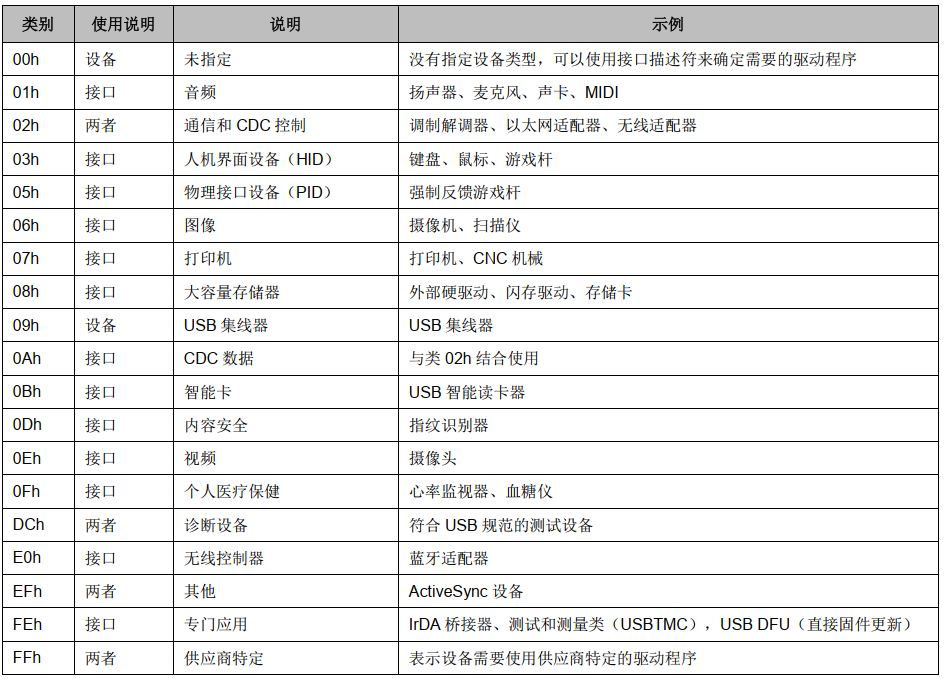 类别 使用说明 说明 示例
00h 设备 未指定 没有指定设备类型，可以使用接口描述符来确定需要的驱动程序
01h 接口 音频 扬声器、麦克风、声卡、MIDI
02h 两者 通信和 CDC 控制 调制解调器、以太网适配器、无线适配器
03h 接口 人机界面设备（HID） 键盘、鼠标、游戏杆
05h 接口 物理接口设备（PID） 强制反馈游戏杆
06h 接口 图像 摄像机、扫描仪
07h 接口 打印机 打印机、CNC 机械
08h 接口 大容量存储器 外部硬驱动、闪存驱动、存储卡
09h 设备 USB 集线器 USB 集线器
0Ah 接口 CDC 数据 与类 02h 结合使用
0Bh 接口 智能卡 USB 智能读卡器
0Dh 接口 内容安全 指纹识别器
0Eh 接口 视频 摄像头
0Fh 接口 个人医疗保健 心率监视器、血糖仪
DCh 两者 诊断设备 符合 USB 规范的测试设备
E0h 接口 无线控制器 蓝牙适配器
EFh 两者 其他 ActiveSync 设备
FEh 接口 专门应用 IrDA 桥接器、测试和测量类（USBTMC），USB DFU（直接固件更新）
FFh 两者 供应商特定 表示设备需要使用供应商特定的驱动程序